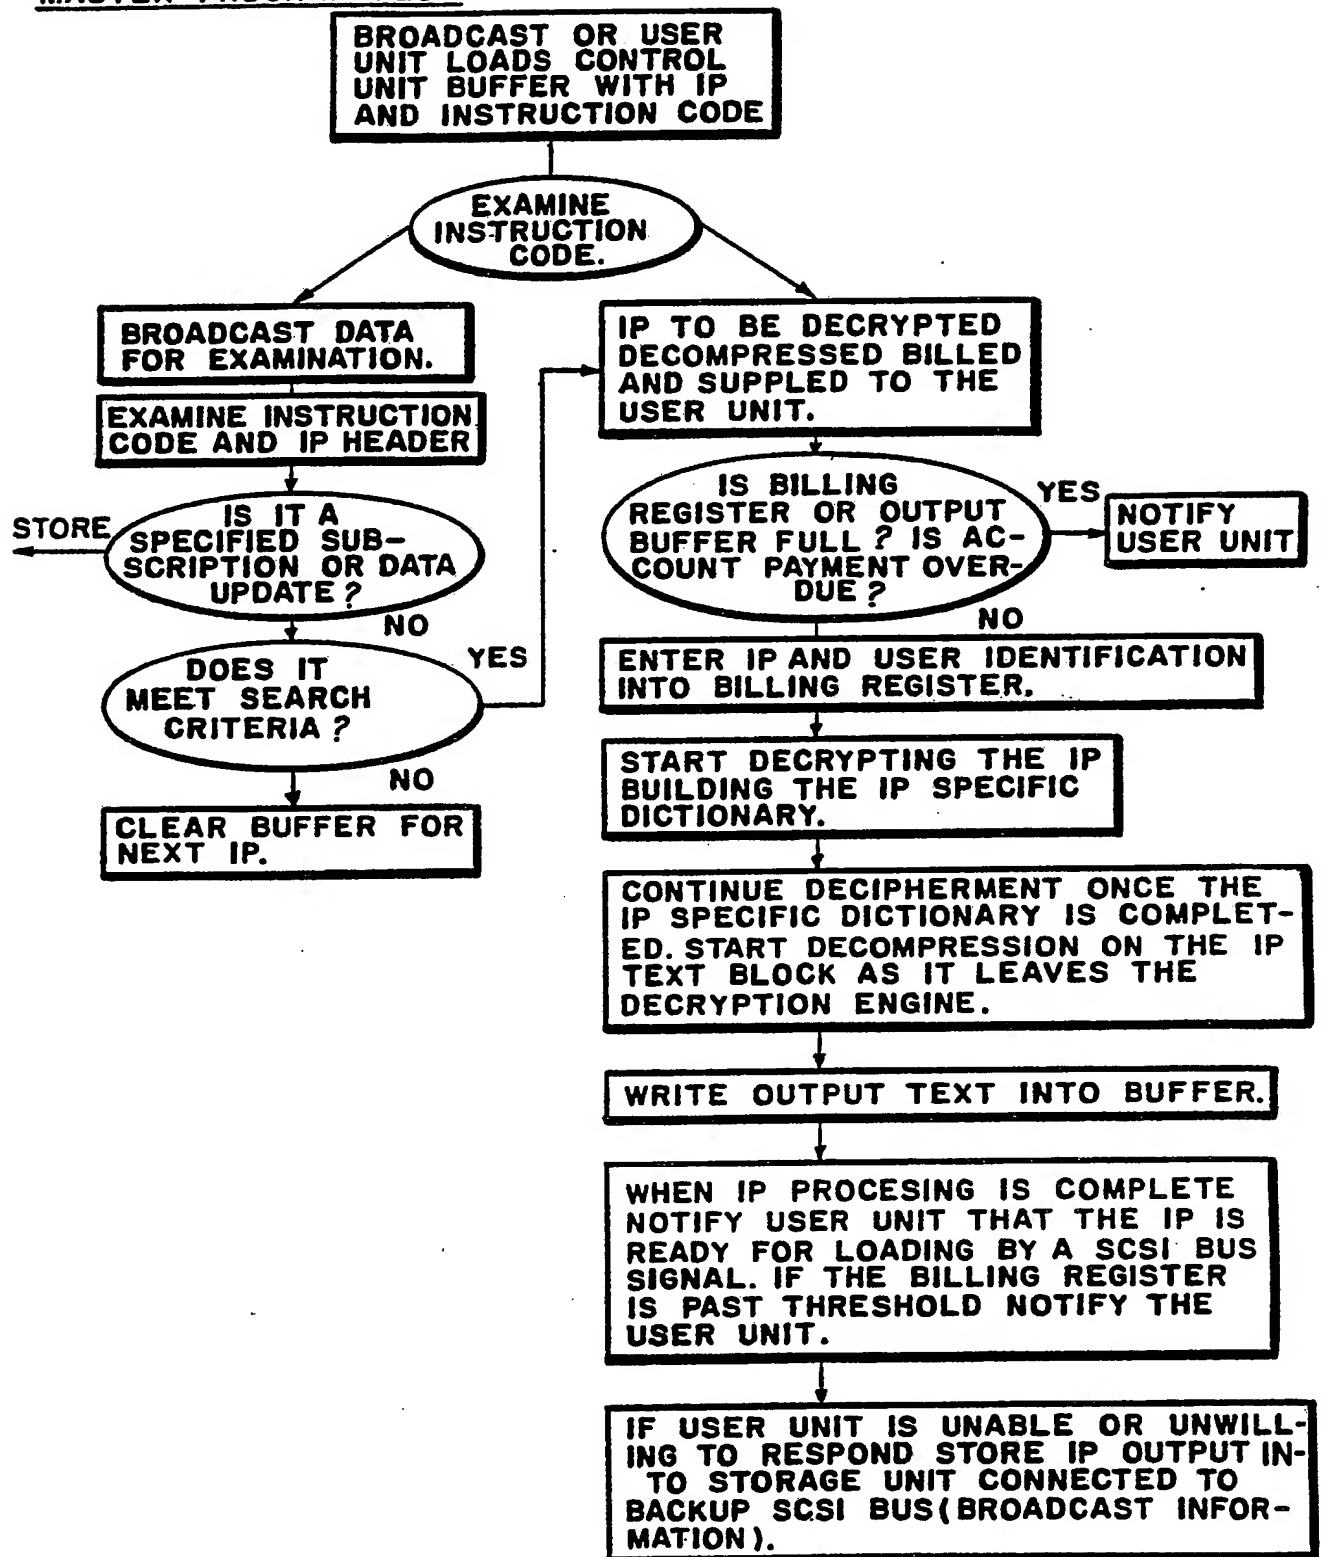 BROADCAST OR USER
UNIT LOADS CONTROL
UNIT BUFFER WITH IP
AND INSTRUCTION CODE
EXAMINE
INSTRUCTION
CODE.
BROADCAST DATA
FOR EXAMINATION.
EXAMINE INSTRUCTION
CODE AND IP HEADER
STORE
IS IT A
SPECIFIED SUB-
SCRIPTION OR DATA
UPDATE?
NO
DOES IT
MEET SEARCH
CRITERIA?
YES
NO
CLEAR BUFFER FOR
NEXT IP.
IP TO BE DECRYPTED
DECOMPRESSED BILLED
AND SUPPLED TO THE
USER UNIT.
IS BILLING
REGISTER OR OUTPUT
BUFFER FULL? IS AC-
COUNT PAYMENT OVER-
DUE?
YES
NOTIFY
USER UNIT
NO
ENTER IP AND USER IDENTIFICATION
INTO BILLING REGISTER.
START DECRYPTING THE IP
BUILDING THE IP SPECIFIC
DICTIONARY.
CONTINUE DECIPHERMENT ONCE THE
IP SPECIFIC DICTIONARY IS COMPLET-
ED. START DECOMPRESSION ON THE IP
TEXT BLOCK AS IT LEAVES THE
DECRYPTION ENGINE.
WRITE OUTPUT TEXT INTO BUFFER.
WHEN IP PROCESING IS COMPLETE
NOTIFY USER UNIT THAT THE IP IS
READY FOR LOADING BY A SCSI BUS
SIGNAL. IF THE BILLING REGISTER
IS PAST THRESHOLD NOTIFY THE
USER UNIT.
IF USER UNIT IS UNABLE OR UNWILL-
ING TO RESPOND STORE IP OUTPUT IN-
TO STORAGE UNIT CONNECTED TO
BACKUP SCSI BUS (BROADCAST INFOR-
MATION).